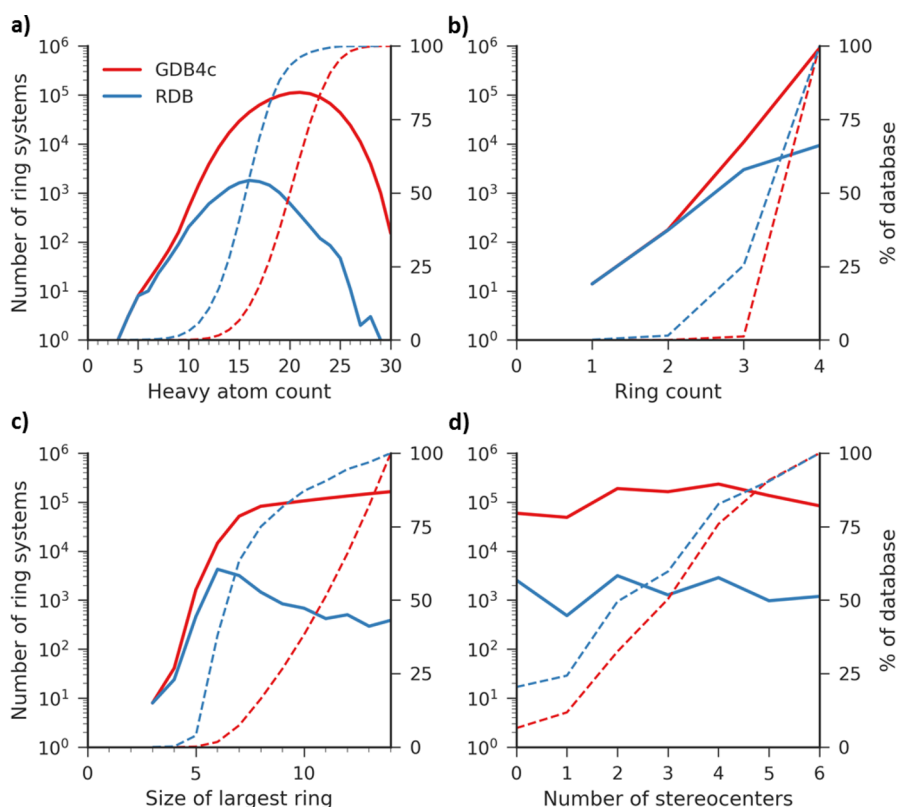 a)
10⁶
10⁵
10⁴
10³
10²
10¹
10⁰
Number of ring systems
GDB4c
RDB
100
75
50
25
0
0 5 10 15 20 25 30
Heavy atom count
b)
10⁶
10⁵
10⁴
10³
10²
10¹
10⁰
100
75
50
25
0
% of database
0 1 2 3 4
Ring count
c)
10⁶
10⁵
10⁴
10³
10²
10¹
10⁰
Number of ring systems
100
75
50
25
0
0 5 10
Size of largest ring
d)
10⁶
10⁵
10⁴
10³
10²
10¹
10⁰
100
75
50
25
0
% of database
0 1 2 3 4 5 6
Number of stereocenters